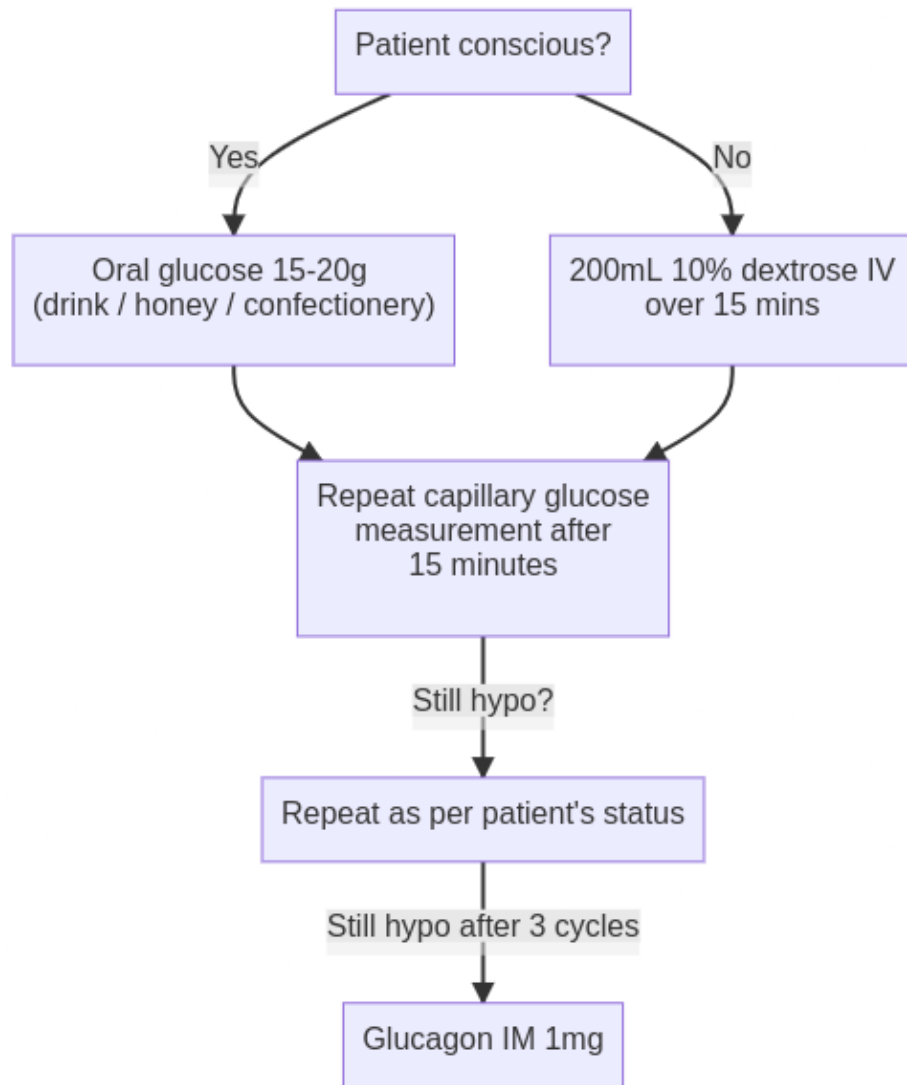 Patient conscious?
Yes
No
Oral glucose 15-20g
(drink / honey / confectionery)
200mL 10% dextrose IV
over 15 mins
Repeat capillary glucose
measurement after
15 minutes
Still hypo?
Repeat as per patient's status
Still hypo after 3 cycles
Glucagon IM 1mg